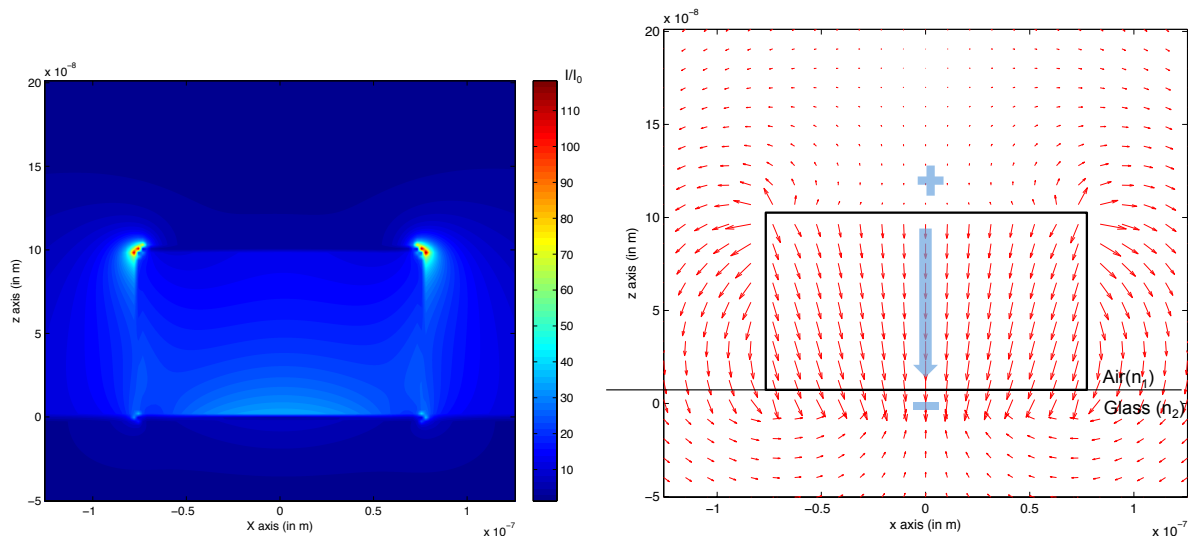 x 10⁻⁸
20
15
10
5
0
−5
z axis (in m)
−1 −0.5 0 0.5 1
X axis (in m)
x 10⁻⁷
I/I₀
110
100
90
80
70
60
50
40
30
20
10
x 10⁻⁸
20
15
10
5
0
−5
z axis (in m)
+
−
Air(n₁)
Glass (n₂)
−1 −0.5 0 0.5 1
x axis (in m)
x 10⁻⁷